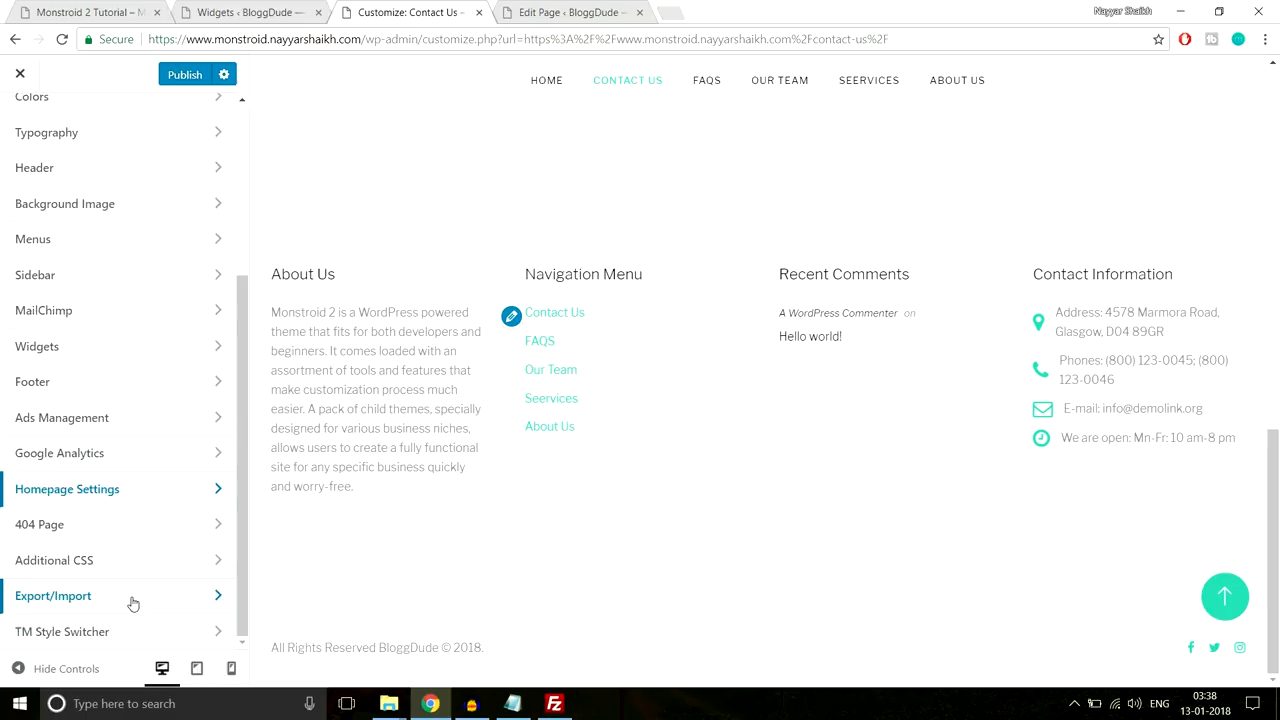 Monstroid 2 Tutorial – M
Widgets ‹ BloggDude
Customize: Contact Us –
Edit Page ‹ BloggDude
Nayyar Shaikh
Secure
https://www.monstroid.nayyarshaikh.com/wp-admin/customize.php?url=https%3A%2F%2Fwww.monstroid.nayyarshaikh.com%2Fcontact-us%2F
Publish
Colors
Typography
Header
Background Image
Menus
Sidebar
MailChimp
Widgets
Footer
Ads Management
Google Analytics
Homepage Settings
404 Page
Additional CSS
Export/Import
TM Style Switcher
Hide Controls
HOME CONTACT US FAQS OUR TEAM SEERVICES ABOUT US
About Us
Monstroid 2 is a WordPress powered
theme that fits for both developers and
beginners. It comes loaded with an
assortment of tools and features that
make customization process much
easier. A pack of child themes, specially
designed for various business niches,
allows users to create a fully functional
site for any specific business quickly
and worry-free.
Navigation Menu
Contact Us
FAQS
Our Team
Seervices
About Us
Recent Comments
A WordPress Commenter on
Hello world!
Contact Information
Address: 4578 Marmora Road,
Glasgow, D04 89GR
Phones: (800) 123-0045; (800)
123-0046
E-mail: info@demolink.org
We are open: Mn-Fr: 10 am-8 pm
All Rights Reserved BloggDude © 2018.
Type here to search
ENG
03:38
13-01-2018